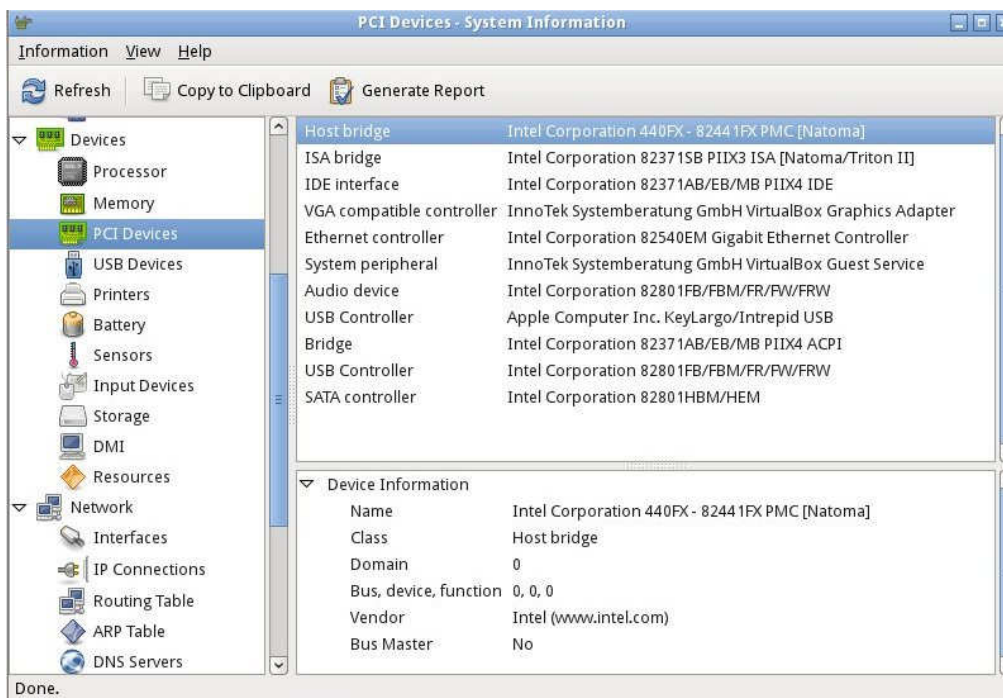 PCI Devices - System Information
Information View Help
Refresh Copy to Clipboard Generate Report
Devices
Processor
Memory
PCI Devices
USB Devices
Printers
Battery
Sensors
Input Devices
Storage
DMI
Resources
Network
Interfaces
IP Connections
Routing Table
ARP Table
DNS Servers
Host bridge Intel Corporation 440FX - 82441FX PMC [Natoma]
ISA bridge Intel Corporation 82371SB PIIX3 ISA [Natoma/Triton II]
IDE interface Intel Corporation 82371AB/EB/MB PIIX4 IDE
VGA compatible controller InnoTek Systemberatung GmbH VirtualBox Graphics Adapter
Ethernet controller Intel Corporation 82540EM Gigabit Ethernet Controller
System peripheral InnoTek Systemberatung GmbH VirtualBox Guest Service
Audio device Intel Corporation 82801FB/FBM/FR/FW/FRW
USB Controller Apple Computer Inc. KeyLargo/Intrepid USB
Bridge Intel Corporation 82371AB/EB/MB PIIX4 ACPI
USB Controller Intel Corporation 82801FB/FBM/FR/FW/FRW
SATA controller Intel Corporation 82801HBM/HEM
Device Information
Name Intel Corporation 440FX - 82441FX PMC [Natoma]
Class Host bridge
Domain 0
Bus, device, function 0, 0, 0
Vendor Intel (www.intel.com)
Bus Master No
Done.